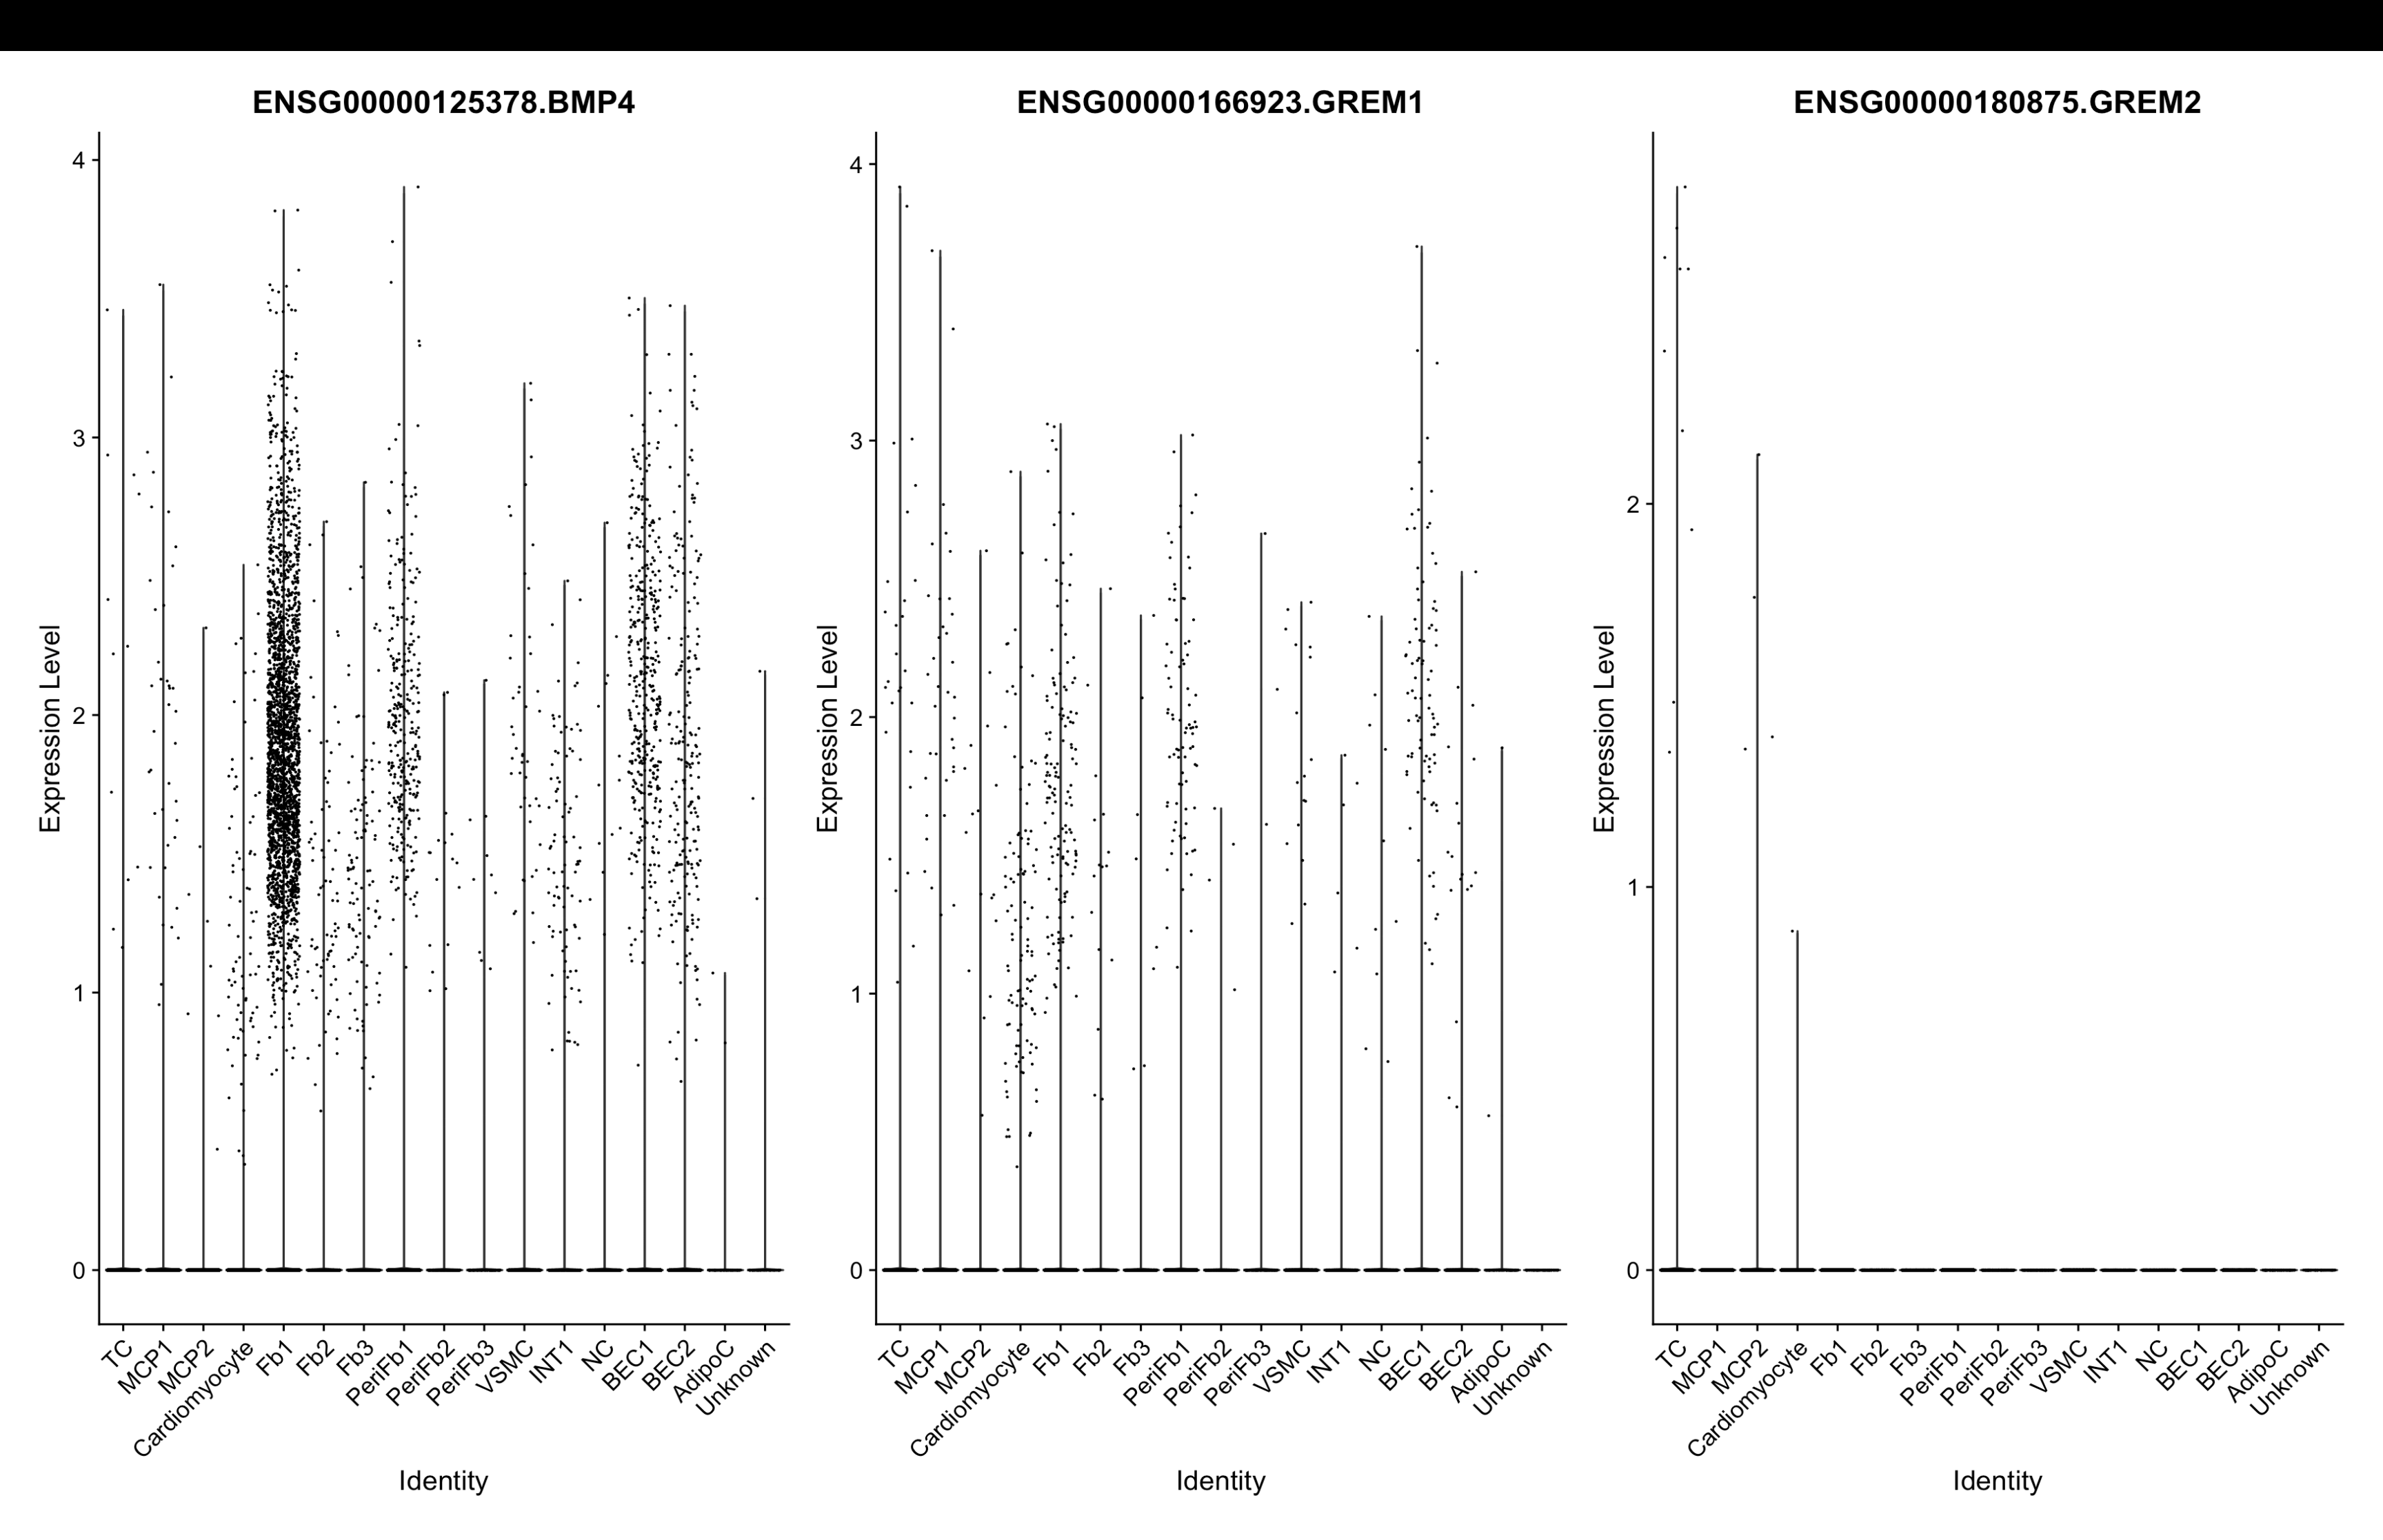 ENSG00000125378.BMP4
Expression Level
4
3
2
1
0
TC
MCP1
MCP2
Cardiomyocyte
Fb1
Fb2
Fb3
PeriFb1
PeriFb2
PeriFb3
VSMC
INT1
NC
BEC1
BEC2
AdipoC
Unknown
Identity
ENSG00000166923.GREM1
Expression Level
4
3
2
1
0
TC
MCP1
MCP2
Cardiomyocyte
Fb1
Fb2
Fb3
PeriFb1
PeriFb2
PeriFb3
VSMC
INT1
NC
BEC1
BEC2
AdipoC
Unknown
Identity
ENSG00000180875.GREM2
Expression Level
2
1
0
TC
MCP1
MCP2
Cardiomyocyte
Fb1
Fb2
Fb3
PeriFb1
PeriFb2
PeriFb3
VSMC
INT1
NC
BEC1
BEC2
AdipoC
Unknown
Identity